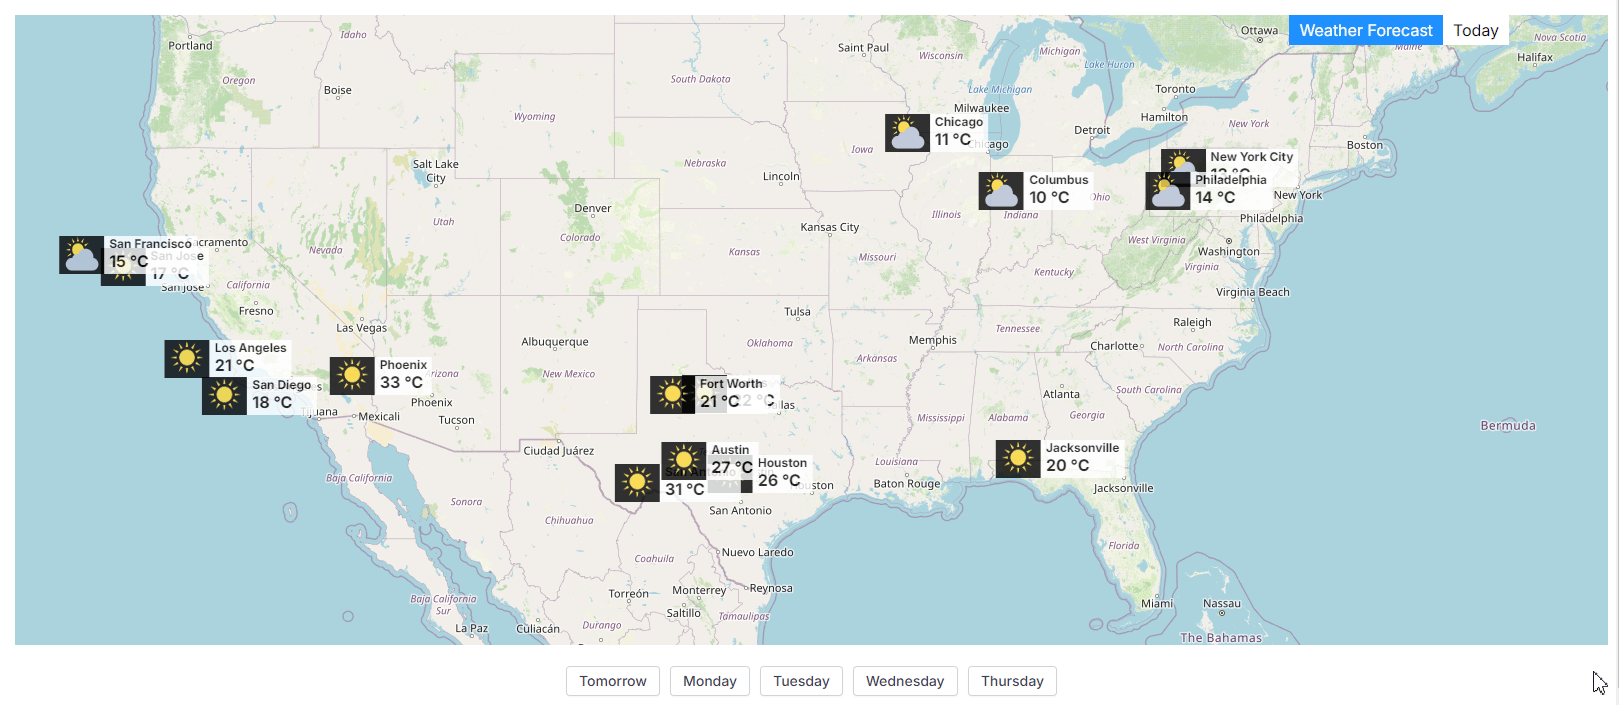 Weather Forecast Today
Portland
Idaho
Saint Paul
Wisconsin
Michigan
Ottawa
Maine
Nova Scotia
Halifax
Oregon
Boise
South Dakota
Lake Huron
Toronto
Lake Michigan
Wyoming
Milwaukee
Hamilton
New York
Detroit
Boston
Chicago
11 °C
Chicago
Iowa
Salt Lake
City
Nebraska
Lincoln
New York City
Columbus
10 °C
Ohio
Philadelphia
14 °C
New York
Denver
Utah
Colorado
Kansas City
Illinois
Indiana
Philadelphia
San Francisco
15 °C
San Jose
17 °C
San Jose
Nevada
Kansas
Missouri
West Virginia
Washington
Virginia
Kentucky
California
Fresno
Virginia Beach
Las Vegas
Tulsa
Tennessee
Raleigh
Albuquerque
Oklahoma
Memphis
Charlotte
North Carolina
Los Angeles
21 °C
Arkansas
Phoenix
33 °C
New Mexico
San Diego
18 °C
Fort Worth
21 °C
Atlanta
South Carolina
Phoenix
Tijuana
Mexicali
Tucson
Mississippi
Alabama
Georgia
Bermuda
Ciudad Juárez
Austin
27 °C
Houston
26 °C
31 °C
Louisiana
Baton Rouge
Jacksonville
20 °C
Jacksonville
Baja California
Sonora
San Antonio
Chihuahua
Florida
Coahuila
Nuevo Laredo
Baja California
Sur
Torreón
Monterrey
Reynosa
Miami
Nassau
Saltillo
Tamaulipas
La Paz
Culiacán
Durango
The Bahamas
Tomorrow Monday Tuesday Wednesday Thursday